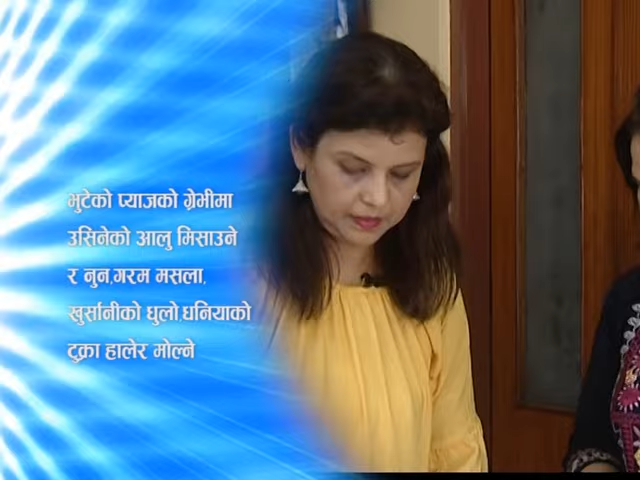 भुटेको प्याजको ग्रेभीमा
उसिनेको आलु मिसाउने
र नुन,गरम मसला,
खुर्सानीको धुलो,धनियाको
टुक्रा हालेर मोल्ने